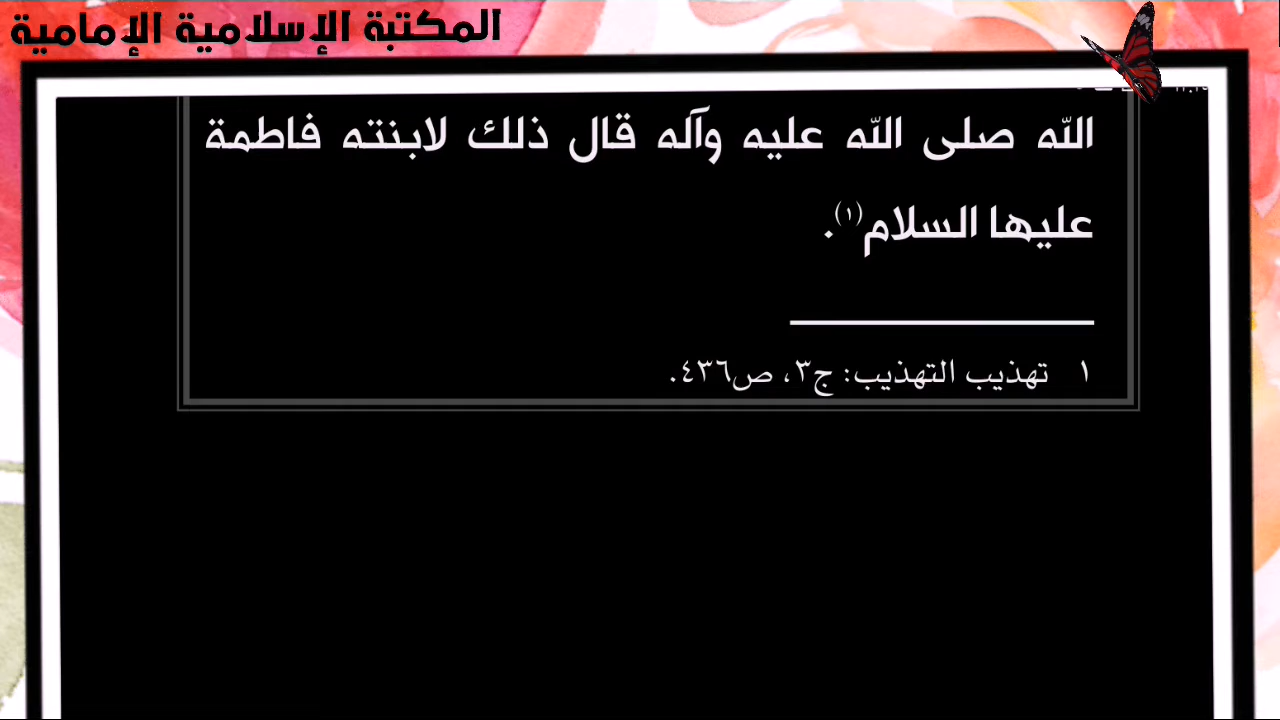 المكتبة الإسلامية الإمامية
الله صلى الله عليه وآله قال ذلك لابنته فاطمة
عليها السلام(١).
١ تهذيب التهذيب: ج٣، ص٤٣٦.